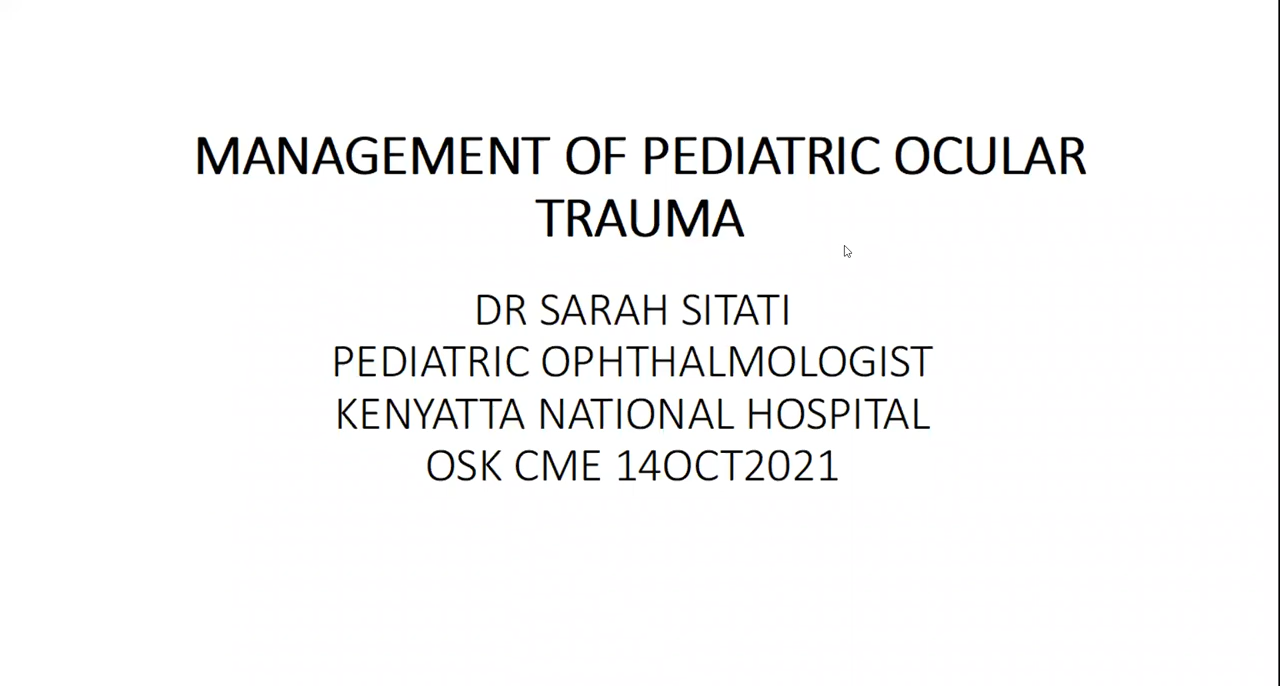 MANAGEMENT OF PEDIATRIC OCULAR
TRAUMA
DR SARAH SITATI
PEDIATRIC OPHTHALMOLOGIST
KENYATTA NATIONAL HOSPITAL
OSK CME 14OCT2021